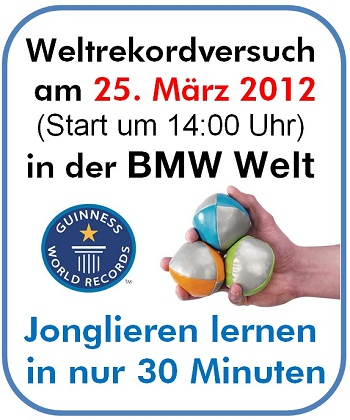 Weltrekordversuch
am 25. März 2012
(Start um 14:00 Uhr)
in der BMW Welt
GUINNESS
WORLD RECORDS
TM
Jonglieren lernen
in nur 30 Minuten